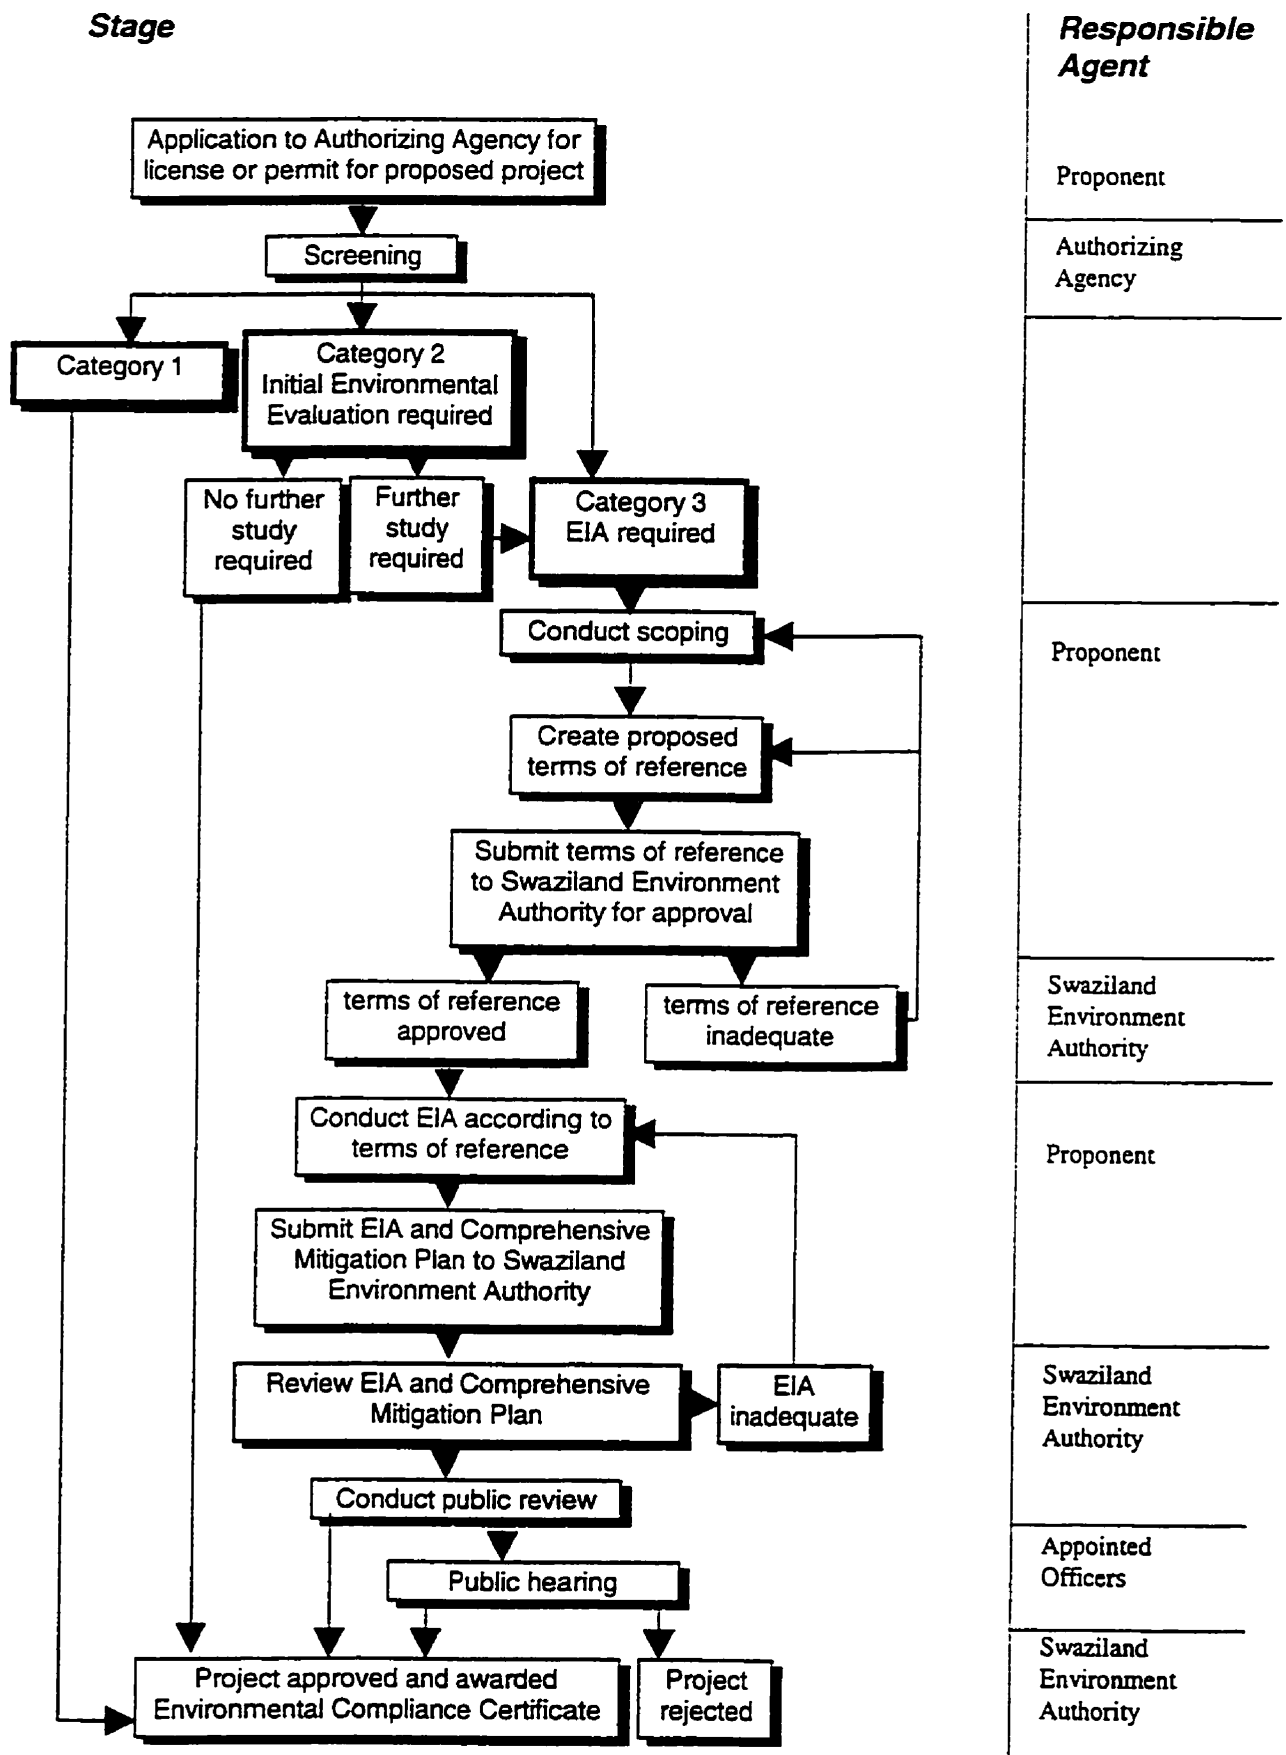 Stage
Responsible
Agent
Application to Authorizing Agency for
license or permit for proposed project
Proponent
Screening
Authorizing
Agency
Category 1
Category 2
Initial Environmental
Evaluation required
No further
study
required
Further
study
required
Category 3
EIA required
Conduct scoping
Proponent
Create proposed
terms of reference
Submit terms of reference
to Swaziland Environment
Authority for approval
terms of reference
approved
terms of reference
inadequate
Swaziland
Environment
Authority
Conduct EIA according to
terms of reference
Proponent
Submit EIA and Comprehensive
Mitigation Plan to Swaziland
Environment Authority
Review EIA and Comprehensive
Mitigation Plan
EIA
inadequate
Swaziland
Environment
Authority
Conduct public review
Public hearing
Appointed
Officers
Project approved and awarded
Environmental Compliance Certificate
Project
rejected
Swaziland
Environment
Authority